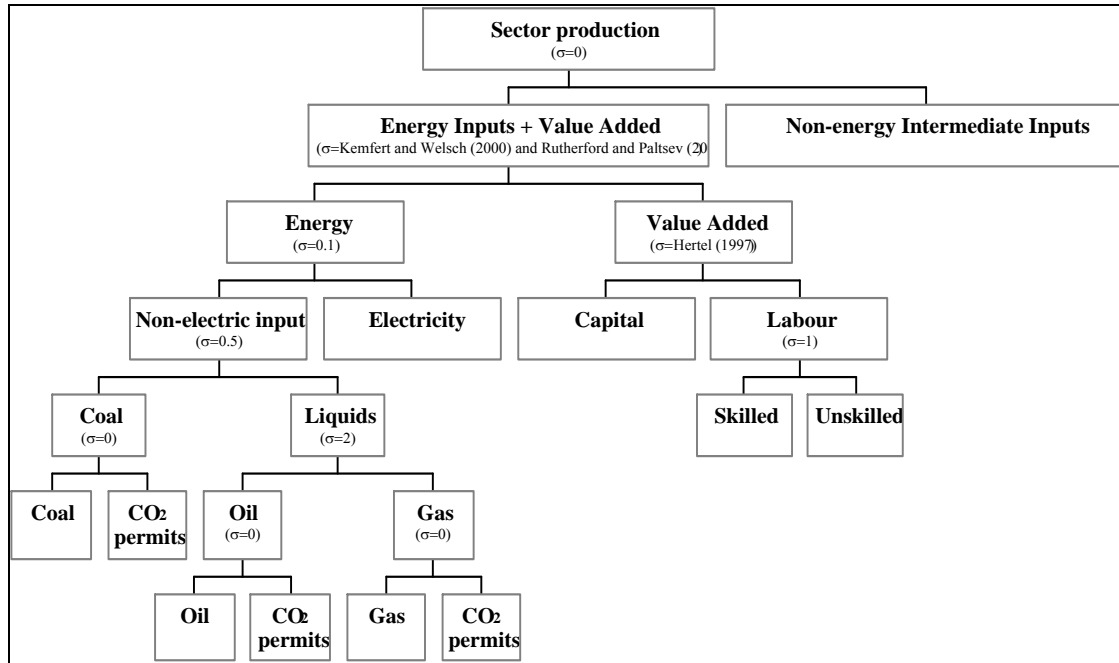 Sector production
(σ=0)
Energy Inputs + Value Added
(σ=Kemfert and Welsch (2000) and Rutherford and Paltsev (20)
Non-energy Intermediate Inputs
Energy
(σ=0.1)
Value Added
(σ=Hertel (1997))
Non-electric input
(σ=0.5)
Electricity
Capital
Labour
(σ=1)
Coal
(σ=0)
Liquids
(σ=2)
Skilled
Unskilled
Coal
CO2
permits
Oil
(σ=0)
Gas
(σ=0)
Oil
CO2
permits
Gas
CO2
permits